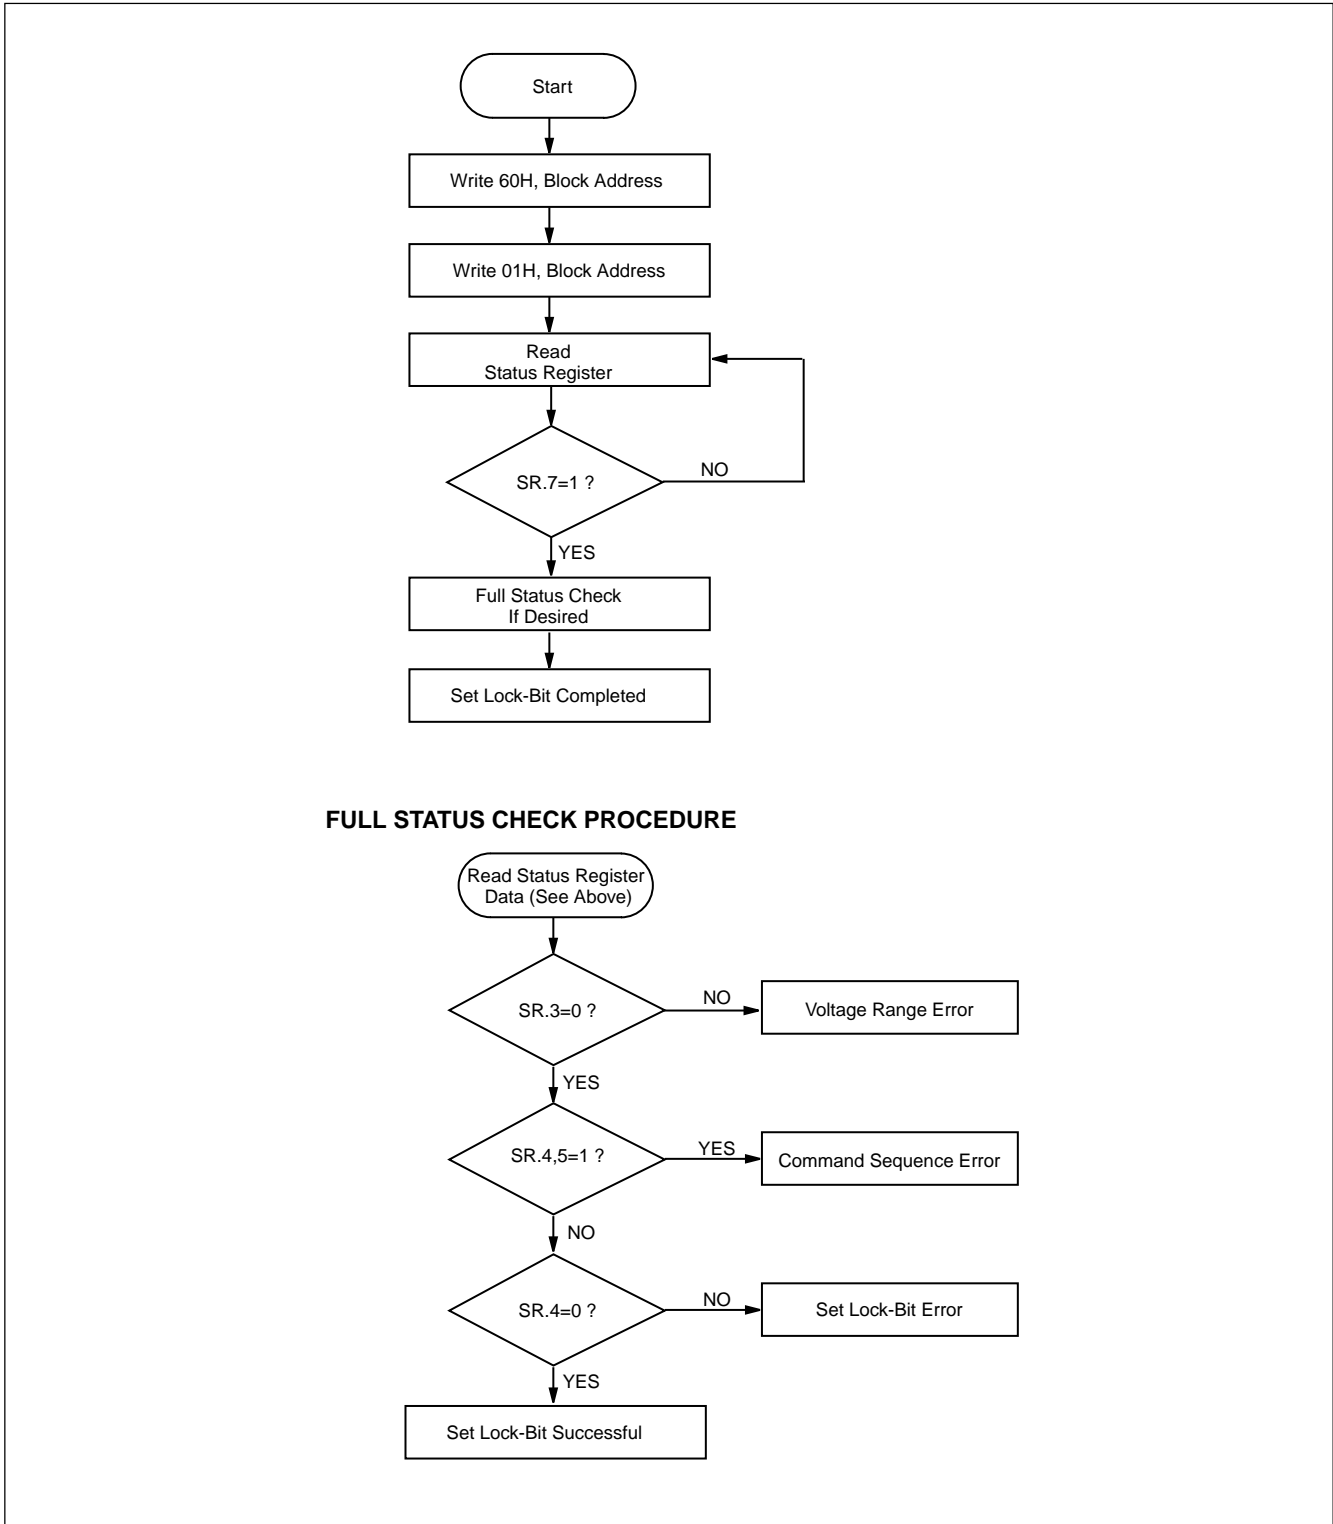 Start
Write 60H, Block Address
Write 01H, Block Address
Read
Status Register
SR.7=1 ?
NO
YES
Full Status Check
If Desired
Set Lock-Bit Completed
FULL STATUS CHECK PROCEDURE
Read Status Register
Data (See Above)
SR.3=0 ?
NO
Voltage Range Error
YES
SR.4,5=1 ?
YES
Command Sequence Error
NO
SR.4=0 ?
NO
Set Lock-Bit Error
YES
Set Lock-Bit Successful